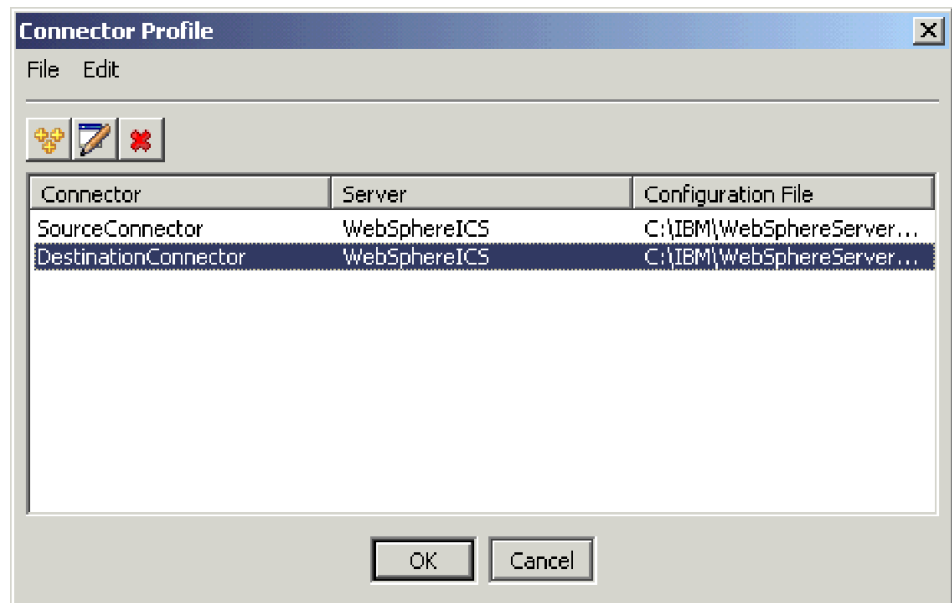 Connector Profile
File Edit
Connector Server Configuration File
SourceConnector WebSphereICS C:\IBM\WebSphereServer...
DestinationConnector WebSphereICS C:\IBM\WebSphereServer...
OK Cancel